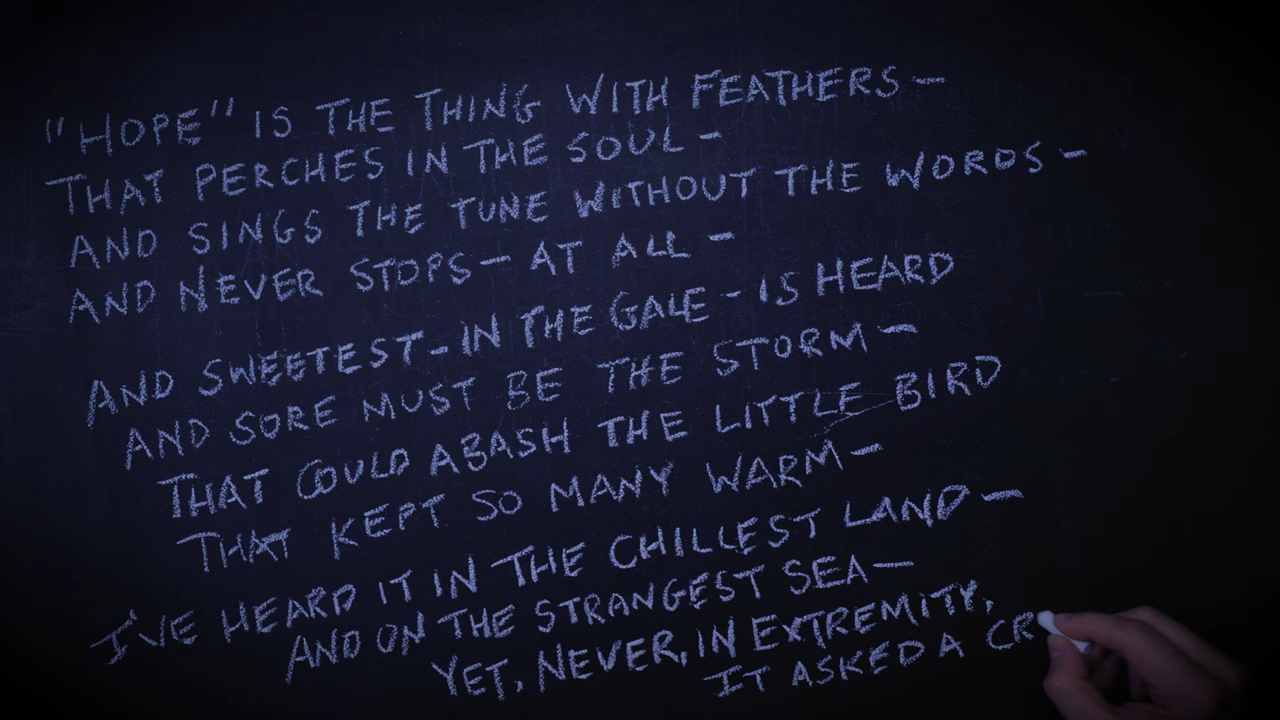 "HOPE" IS THE THING WITH FEATHERS—
THAT PERCHES IN THE SOUL-
AND SINGS THE TUNE WITHOUT THE WORDS-
AND NEVER STOPS— AT ALL-
AND SWEETEST-IN THE GALE-IS HEARD
AND SORE MUST BE THE STORM—
THAT COULD ABASH THE LITTLE BIRD
THAT KEPT SO MANY WARM—
I'VE HEARD IT IN THE CHILLEST LAND—
AND ON THE STRANGEST SEA—
YET, NEVER, IN EXTREMITY,
IT ASKED A CR